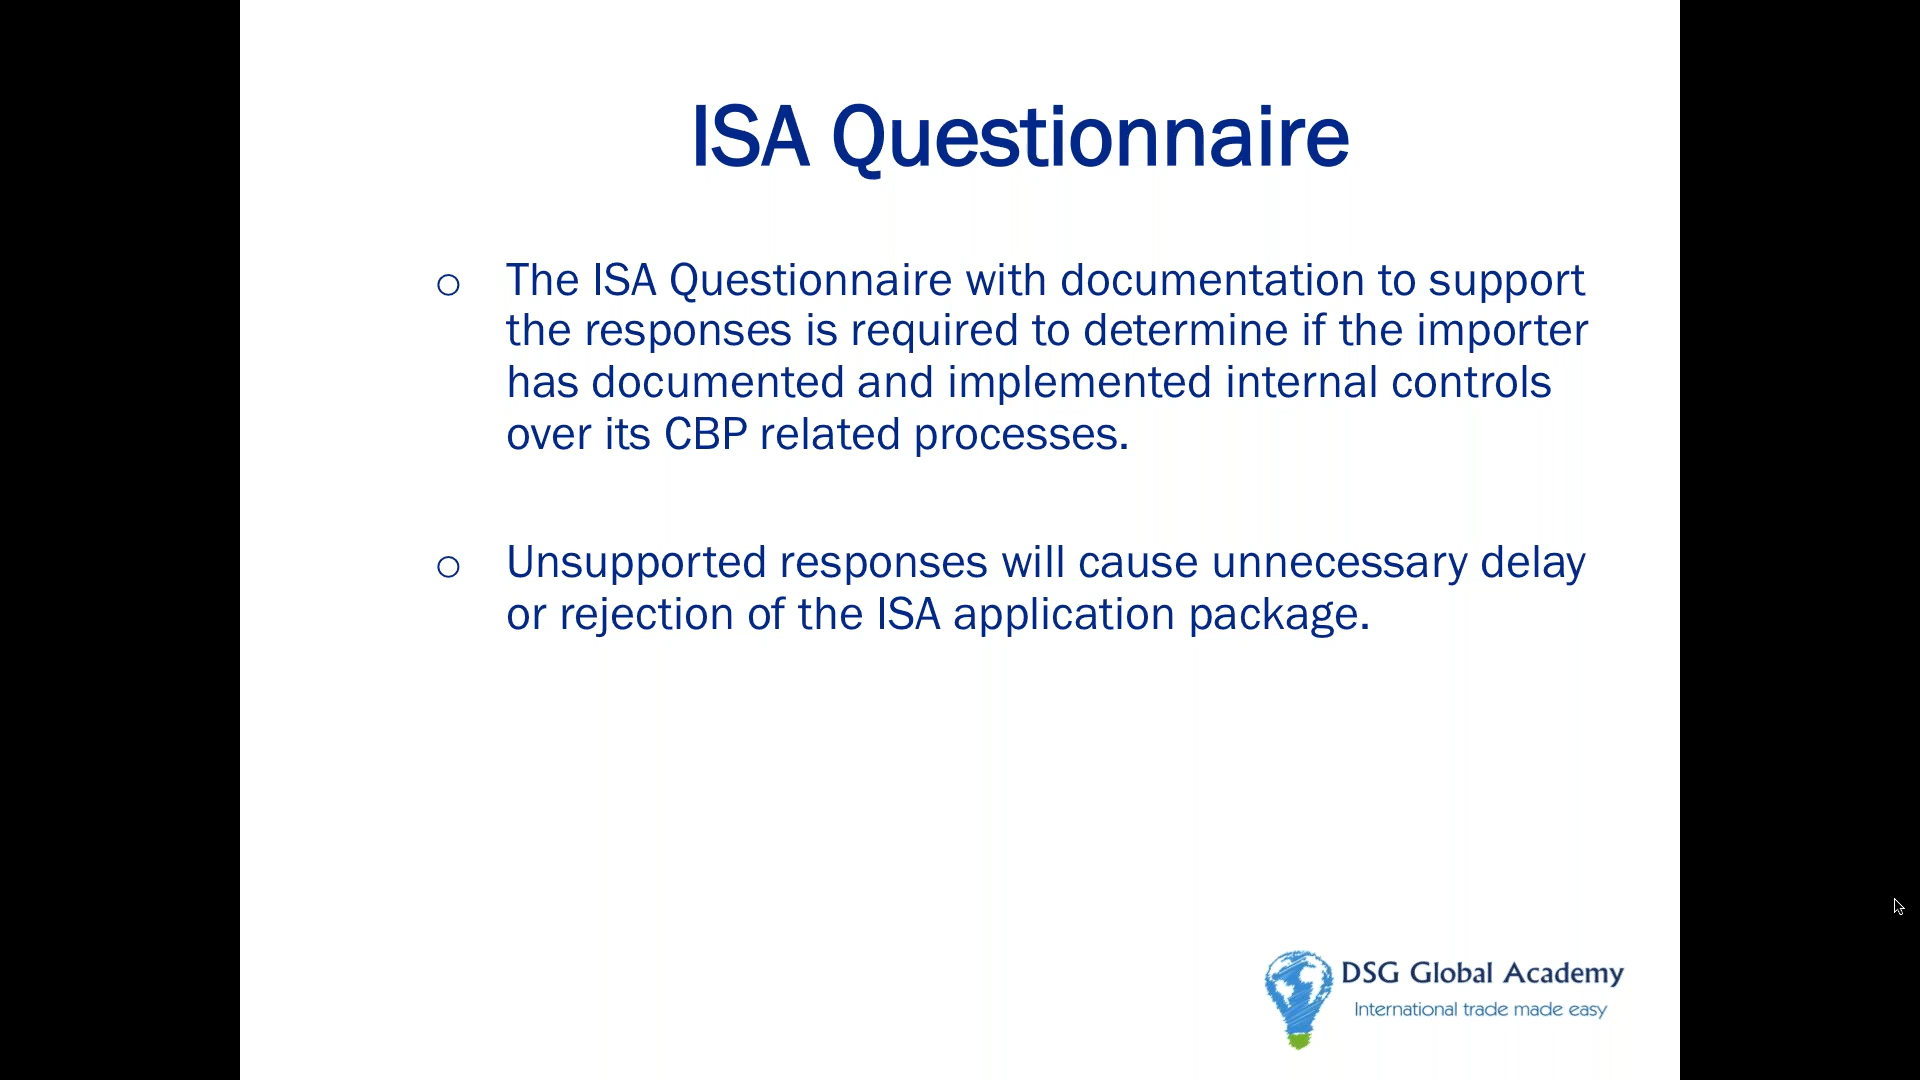 ISA Questionnaire
o The ISA Questionnaire with documentation to support
the responses is required to determine if the importer
has documented and implemented internal controls
over its CBP related processes.
o Unsupported responses will cause unnecessary delay
or rejection of the ISA application package.
DSG Global Academy
International trade made easy